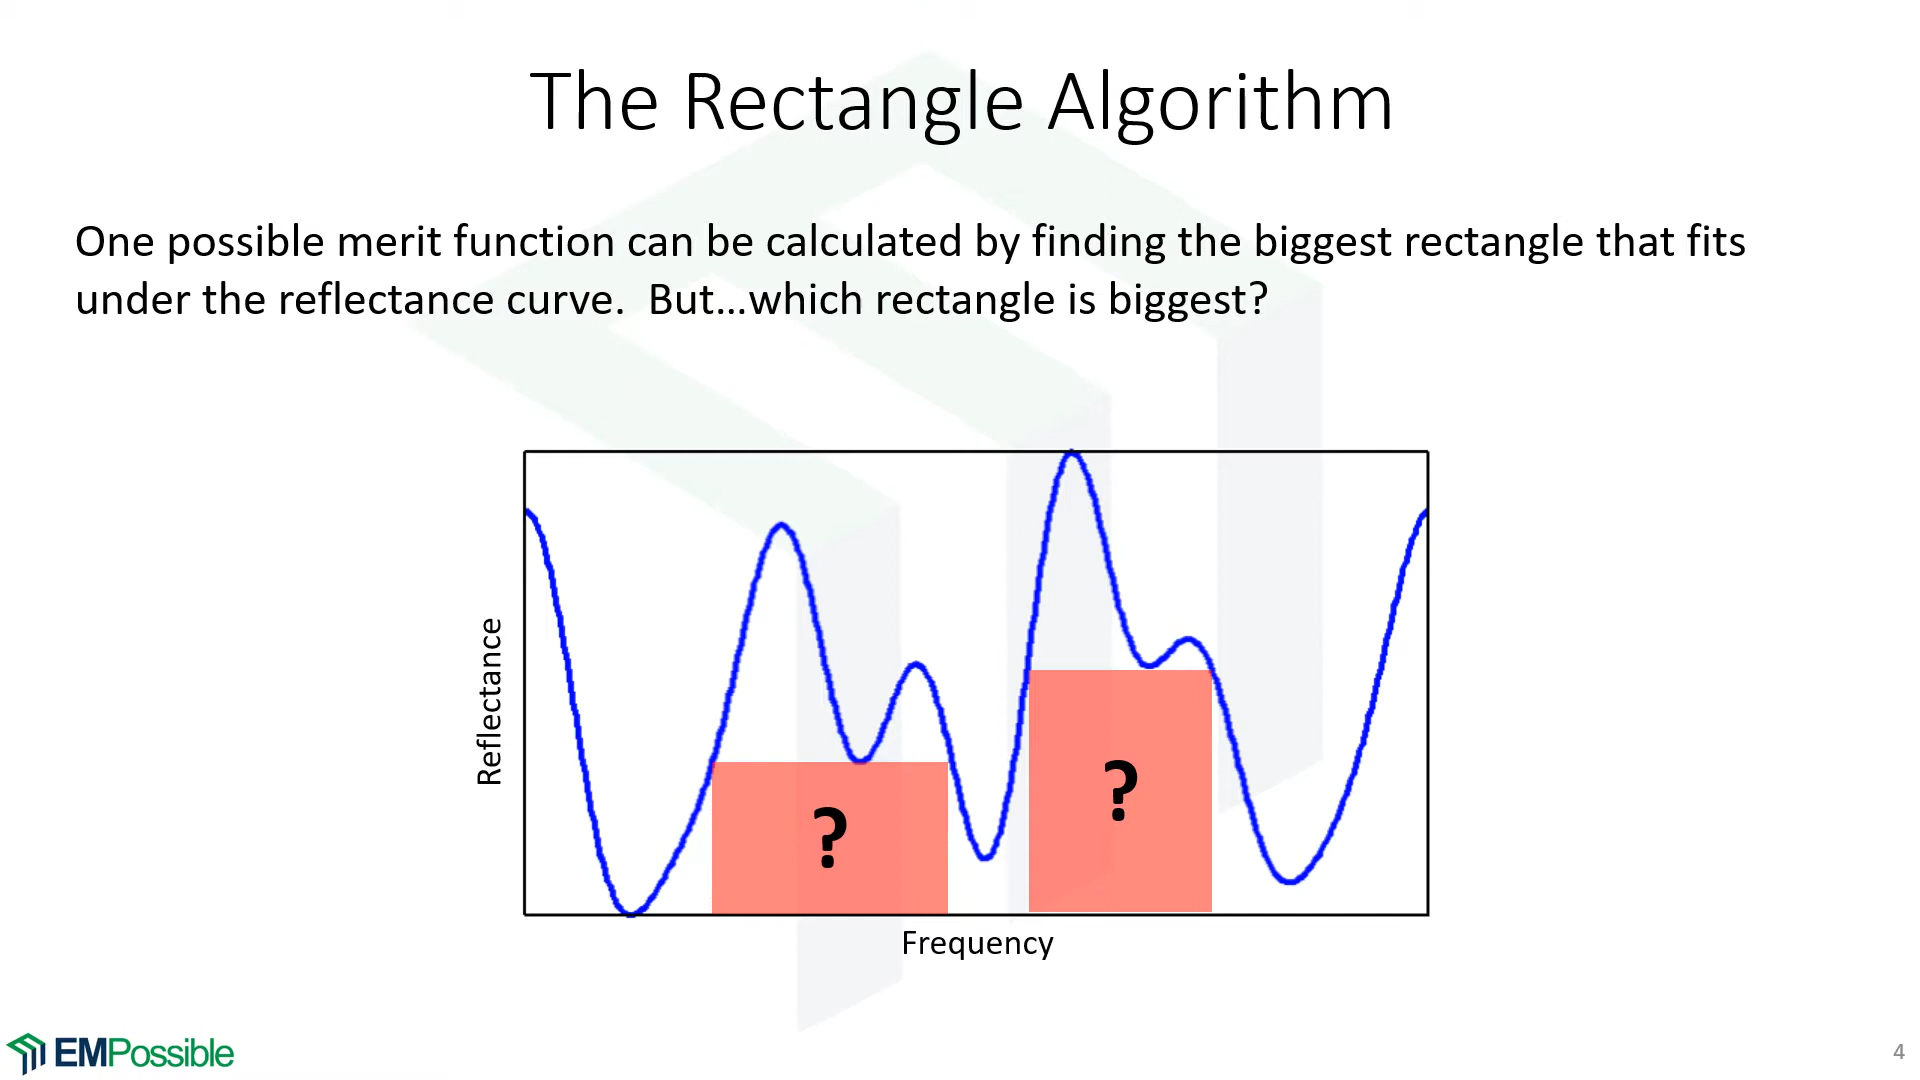 The Rectangle Algorithm
One possible merit function can be calculated by finding the biggest rectangle that fits
under the reflectance curve.  But…which rectangle is biggest?
Reflectance
?
?
Frequency
EMPossible
4